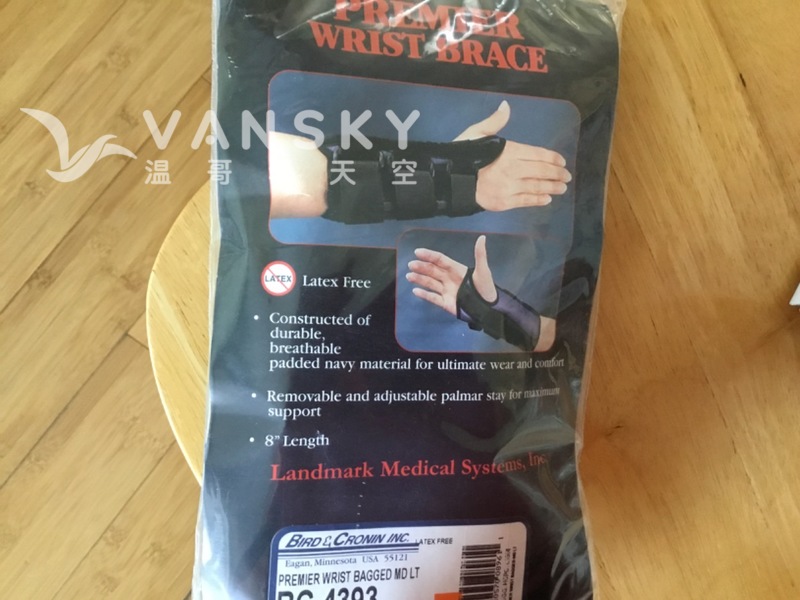 PREMIER
WRIST BRACE
VANSKY
温哥 天空
LATEX
Latex Free
• Constructed of
durable,
breathable
padded navy material for ultimate wear and comfort
• Removable and adjustable palmar stay for maximum
support
• 8" Length
Landmark Medical Systems, Inc.
BIRD & CRONIN INC. LATEX FREE
Eagan, Minnesota USA 55121
PREMIER WRIST BAGGED MD LT